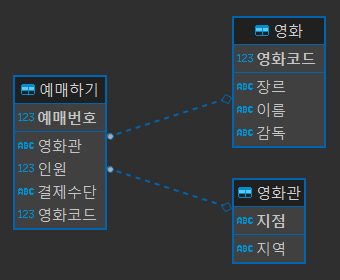 예매하기
123 예매번호
ABC 영화관
123 인원
ABC 결제수단
123 영화코드
영화
123 영화코드
ABC 장르
ABC 이름
ABC 감독
영화관
ABC 지점
ABC 지역